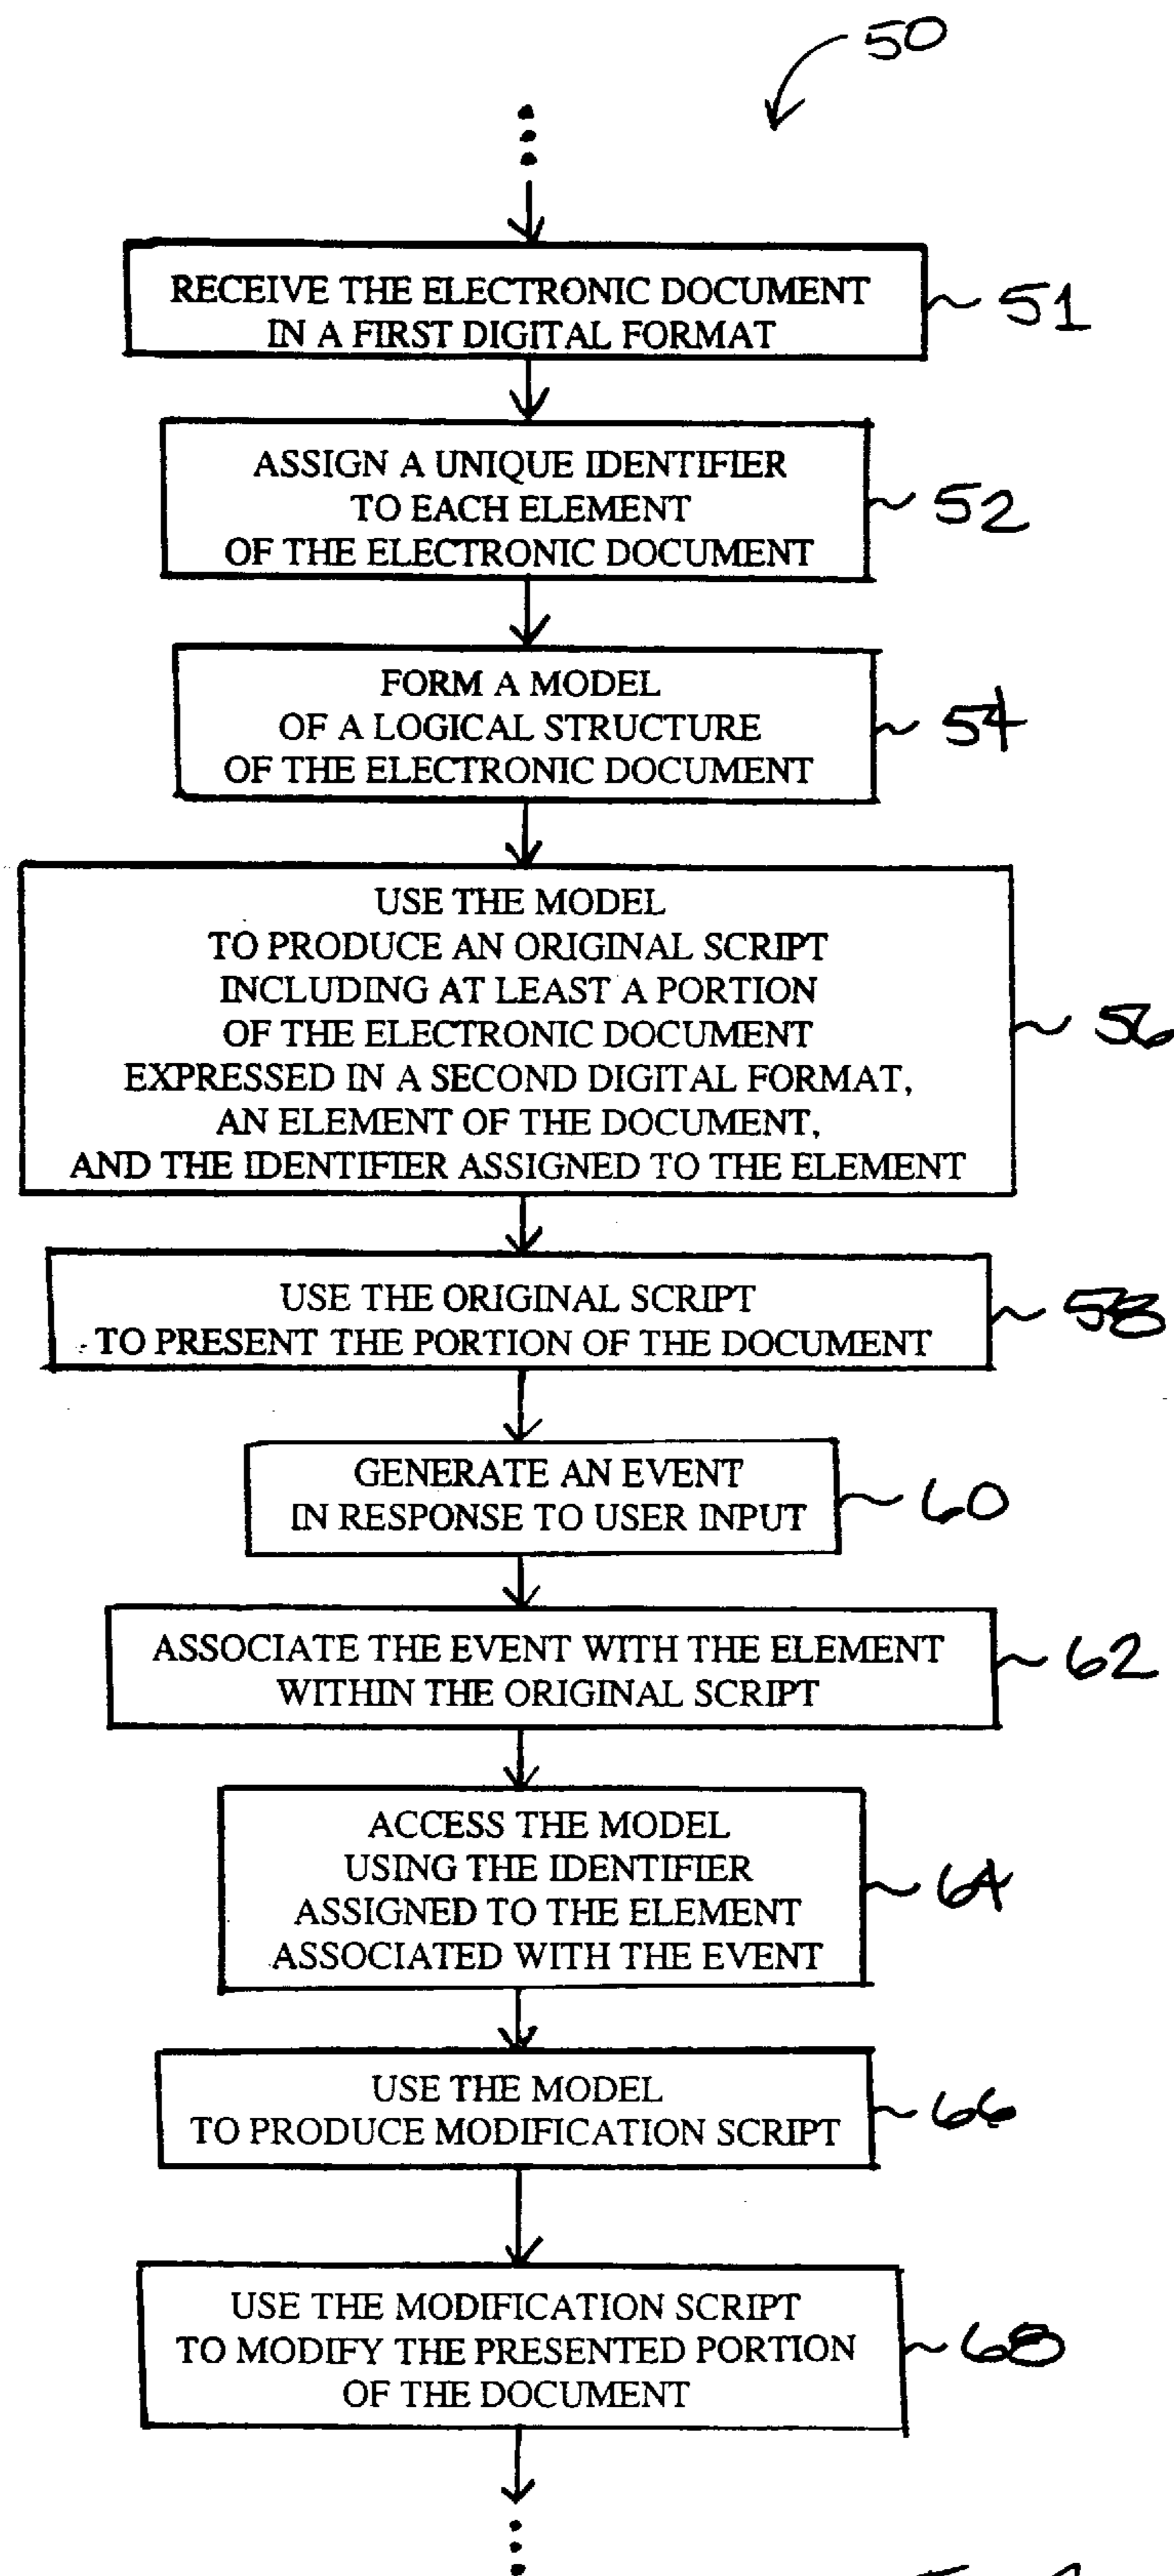 50
RECEIVE THE ELECTRONIC DOCUMENT
IN A FIRST DIGITAL FORMAT
51
ASSIGN A UNIQUE IDENTIFIER
TO EACH ELEMENT
OF THE ELECTRONIC DOCUMENT
52
FORM A MODEL
OF A LOGICAL STRUCTURE
OF THE ELECTRONIC DOCUMENT
54
USE THE MODEL
TO PRODUCE AN ORIGINAL SCRIPT
INCLUDING AT LEAST A PORTION
OF THE ELECTRONIC DOCUMENT
EXPRESSED IN A SECOND DIGITAL FORMAT,
AN ELEMENT OF THE DOCUMENT,
AND THE IDENTIFIER ASSIGNED TO THE ELEMENT
56
USE THE ORIGINAL SCRIPT
TO PRESENT THE PORTION OF THE DOCUMENT
58
GENERATE AN EVENT
IN RESPONSE TO USER INPUT
60
ASSOCIATE THE EVENT WITH THE ELEMENT
WITHIN THE ORIGINAL SCRIPT
62
ACCESS THE MODEL
USING THE IDENTIFIER
ASSIGNED TO THE ELEMENT
ASSOCIATED WITH THE EVENT
64
USE THE MODEL
TO PRODUCE MODIFICATION SCRIPT
66
USE THE MODIFICATION SCRIPT
TO MODIFY THE PRESENTED PORTION
OF THE DOCUMENT
68